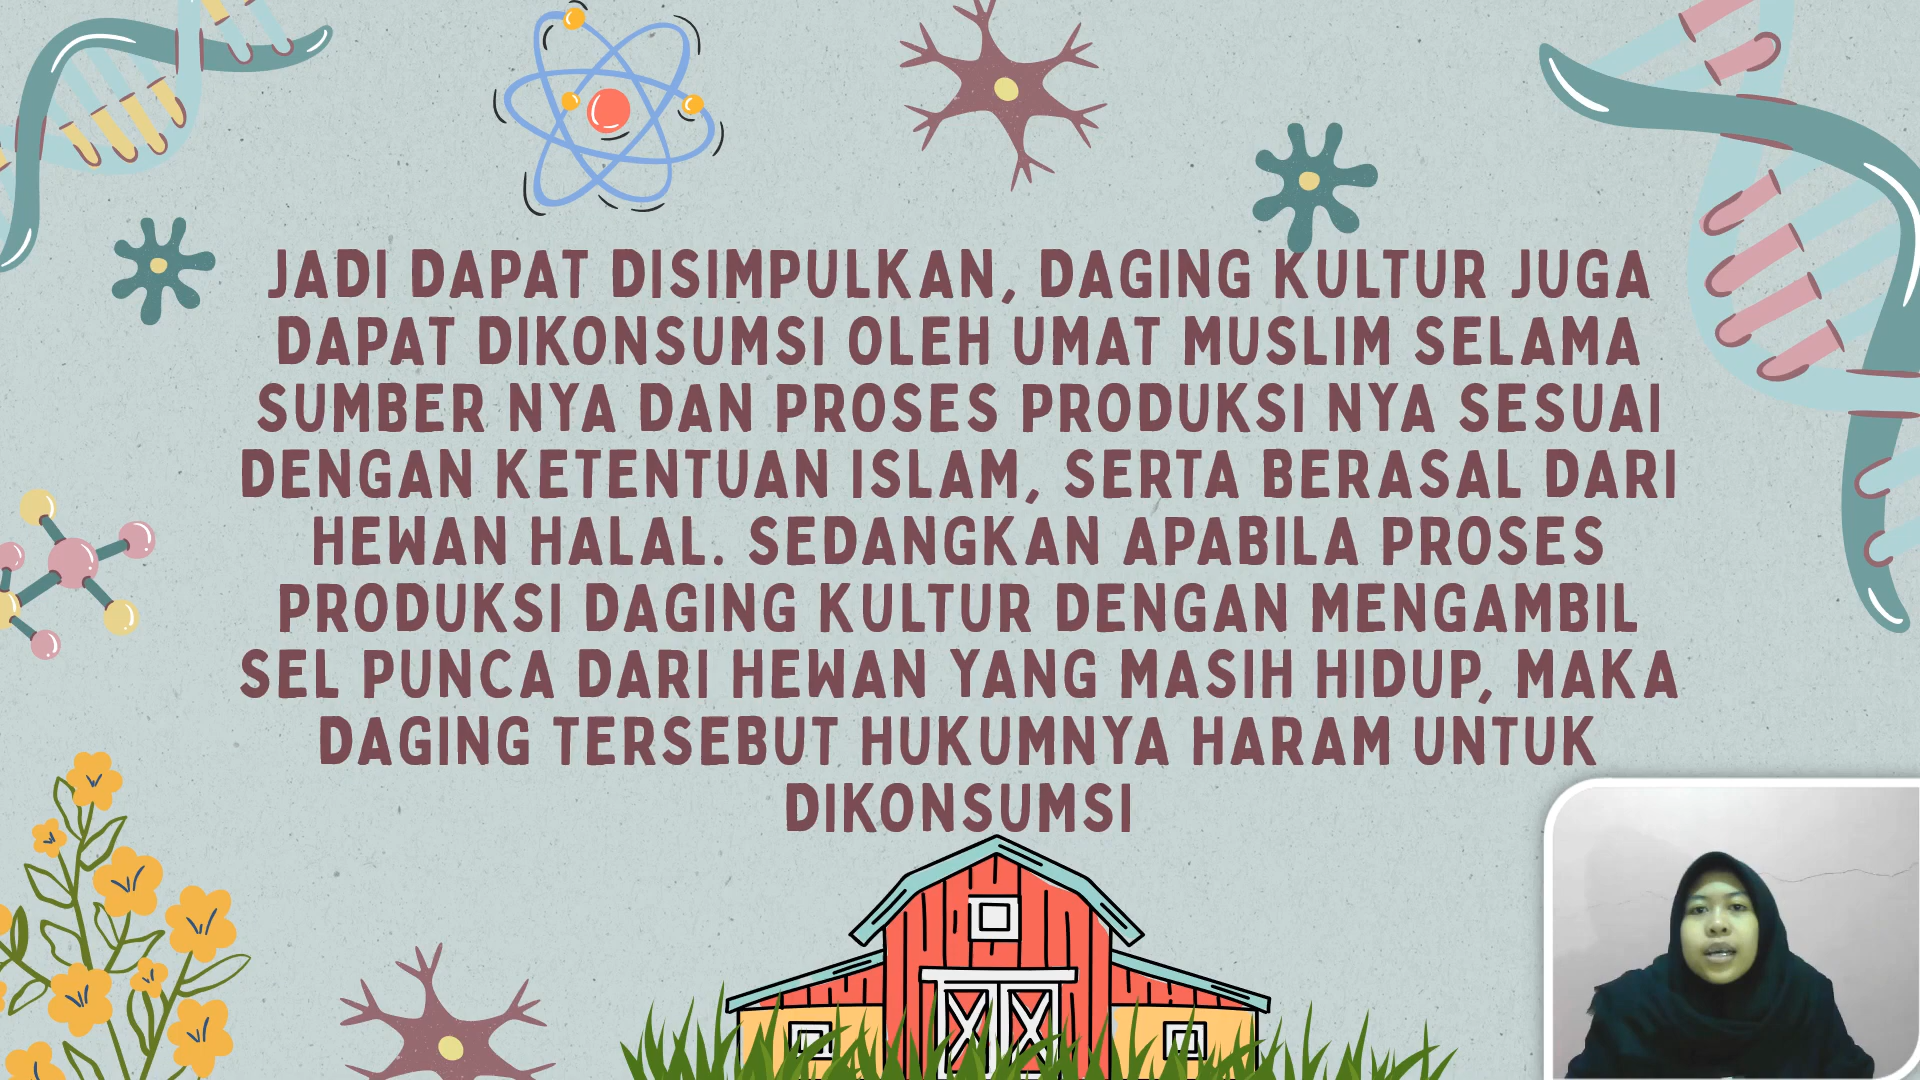 JADI DAPAT DISIMPULKAN, DAGING KULTUR JUGA
DAPAT DIKONSUMSI OLEH UMAT MUSLIM SELAMA
SUMBER NYA DAN PROSES PRODUKSI NYA SESUAI
DENGAN KETENTUAN ISLAM, SERTA BERASAL DARI
HEWAN HALAL. SEDANGKAN APABILA PROSES
PRODUKSI DAGING KULTUR DENGAN MENGAMBIL
SEL PUNCA DARI HEWAN YANG MASIH HIDUP, MAKA
DAGING TERSEBUT HUKUMNYA HARAM UNTUK
DIKONSUMSI